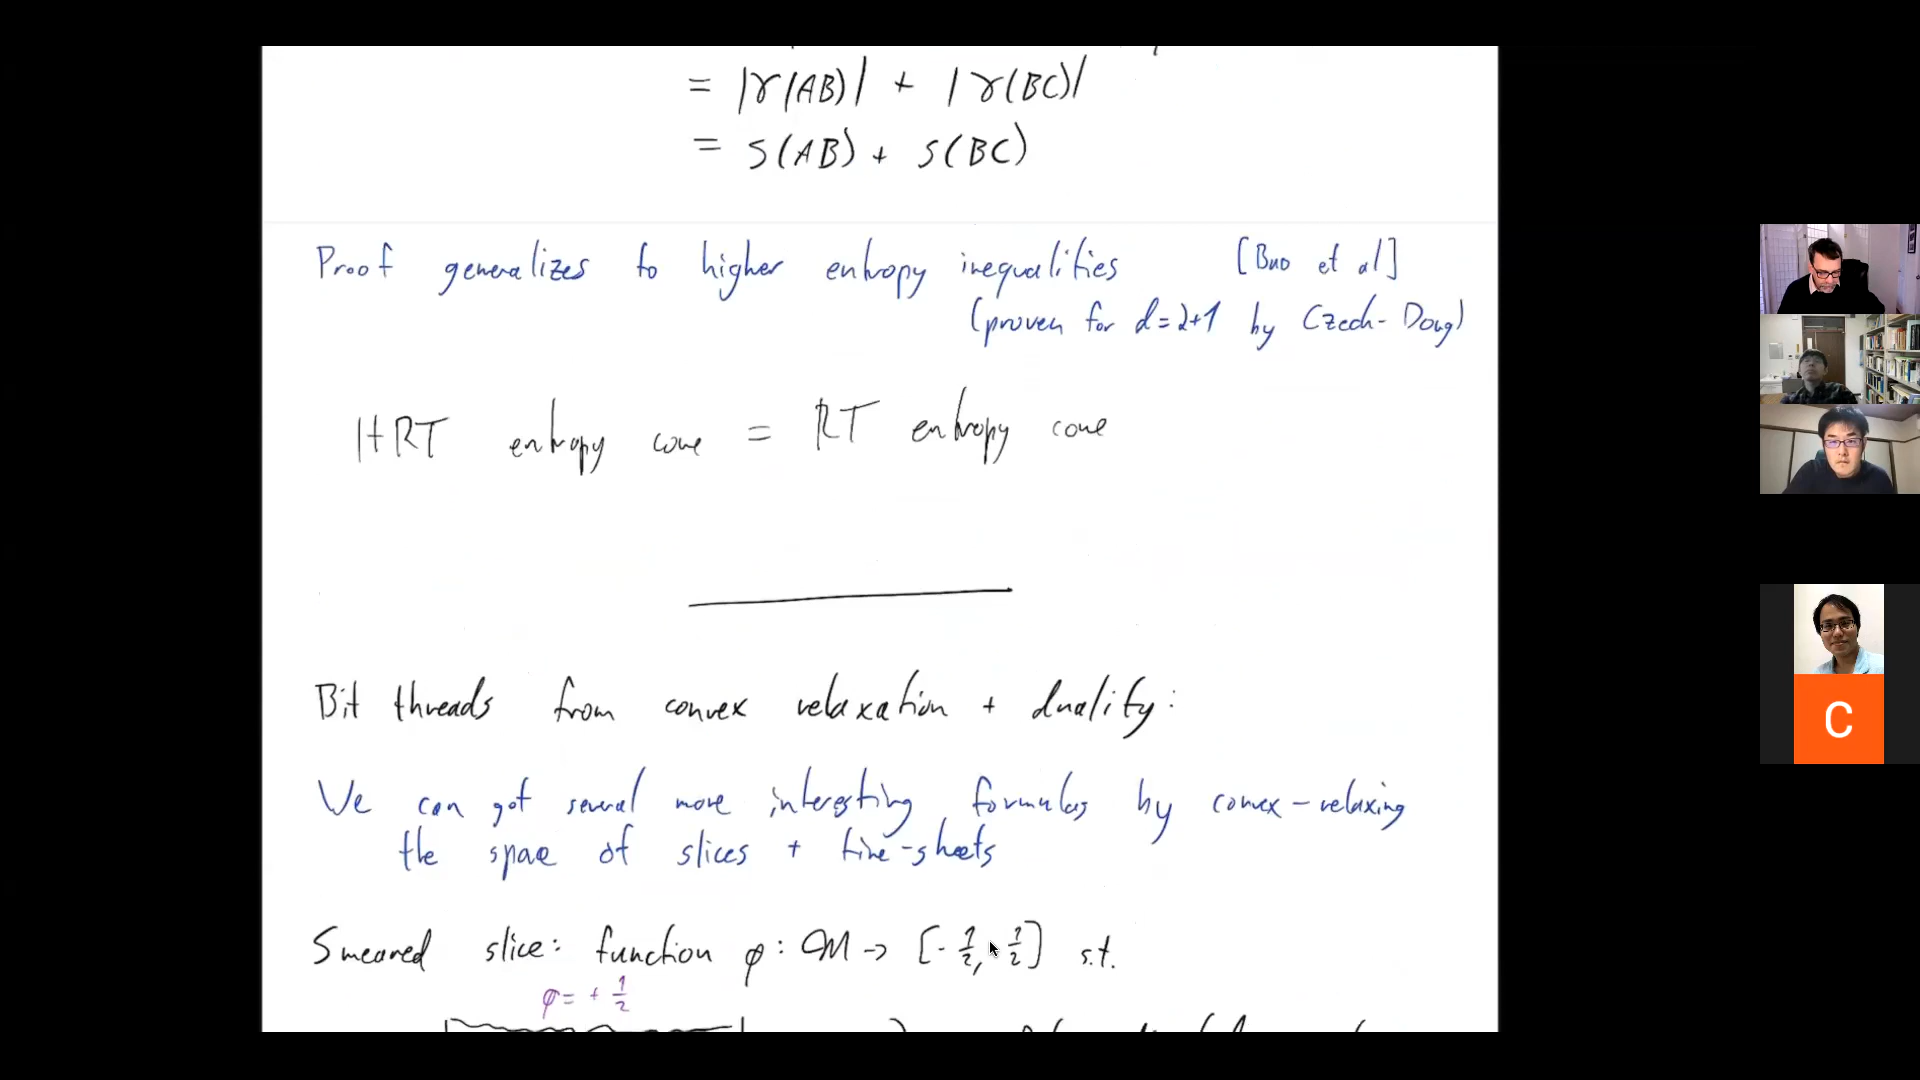 = |γ(AB)| + |γ(BC)|
= S(AB) + S(BC)
Proof generalizes to higher entropy inequalities [Bao et al]
(proven for d=2+1 by Czech-Dong)
HRT entropy cone = RT entropy cone
Bit threads from convex relaxation + duality:
We can get several more interesting formulas by convex-relaxing
the space of slices + time-sheets
Smeared slice: function φ: M → [-1/2, 1/2] s.t.
φ = + 1/2
C